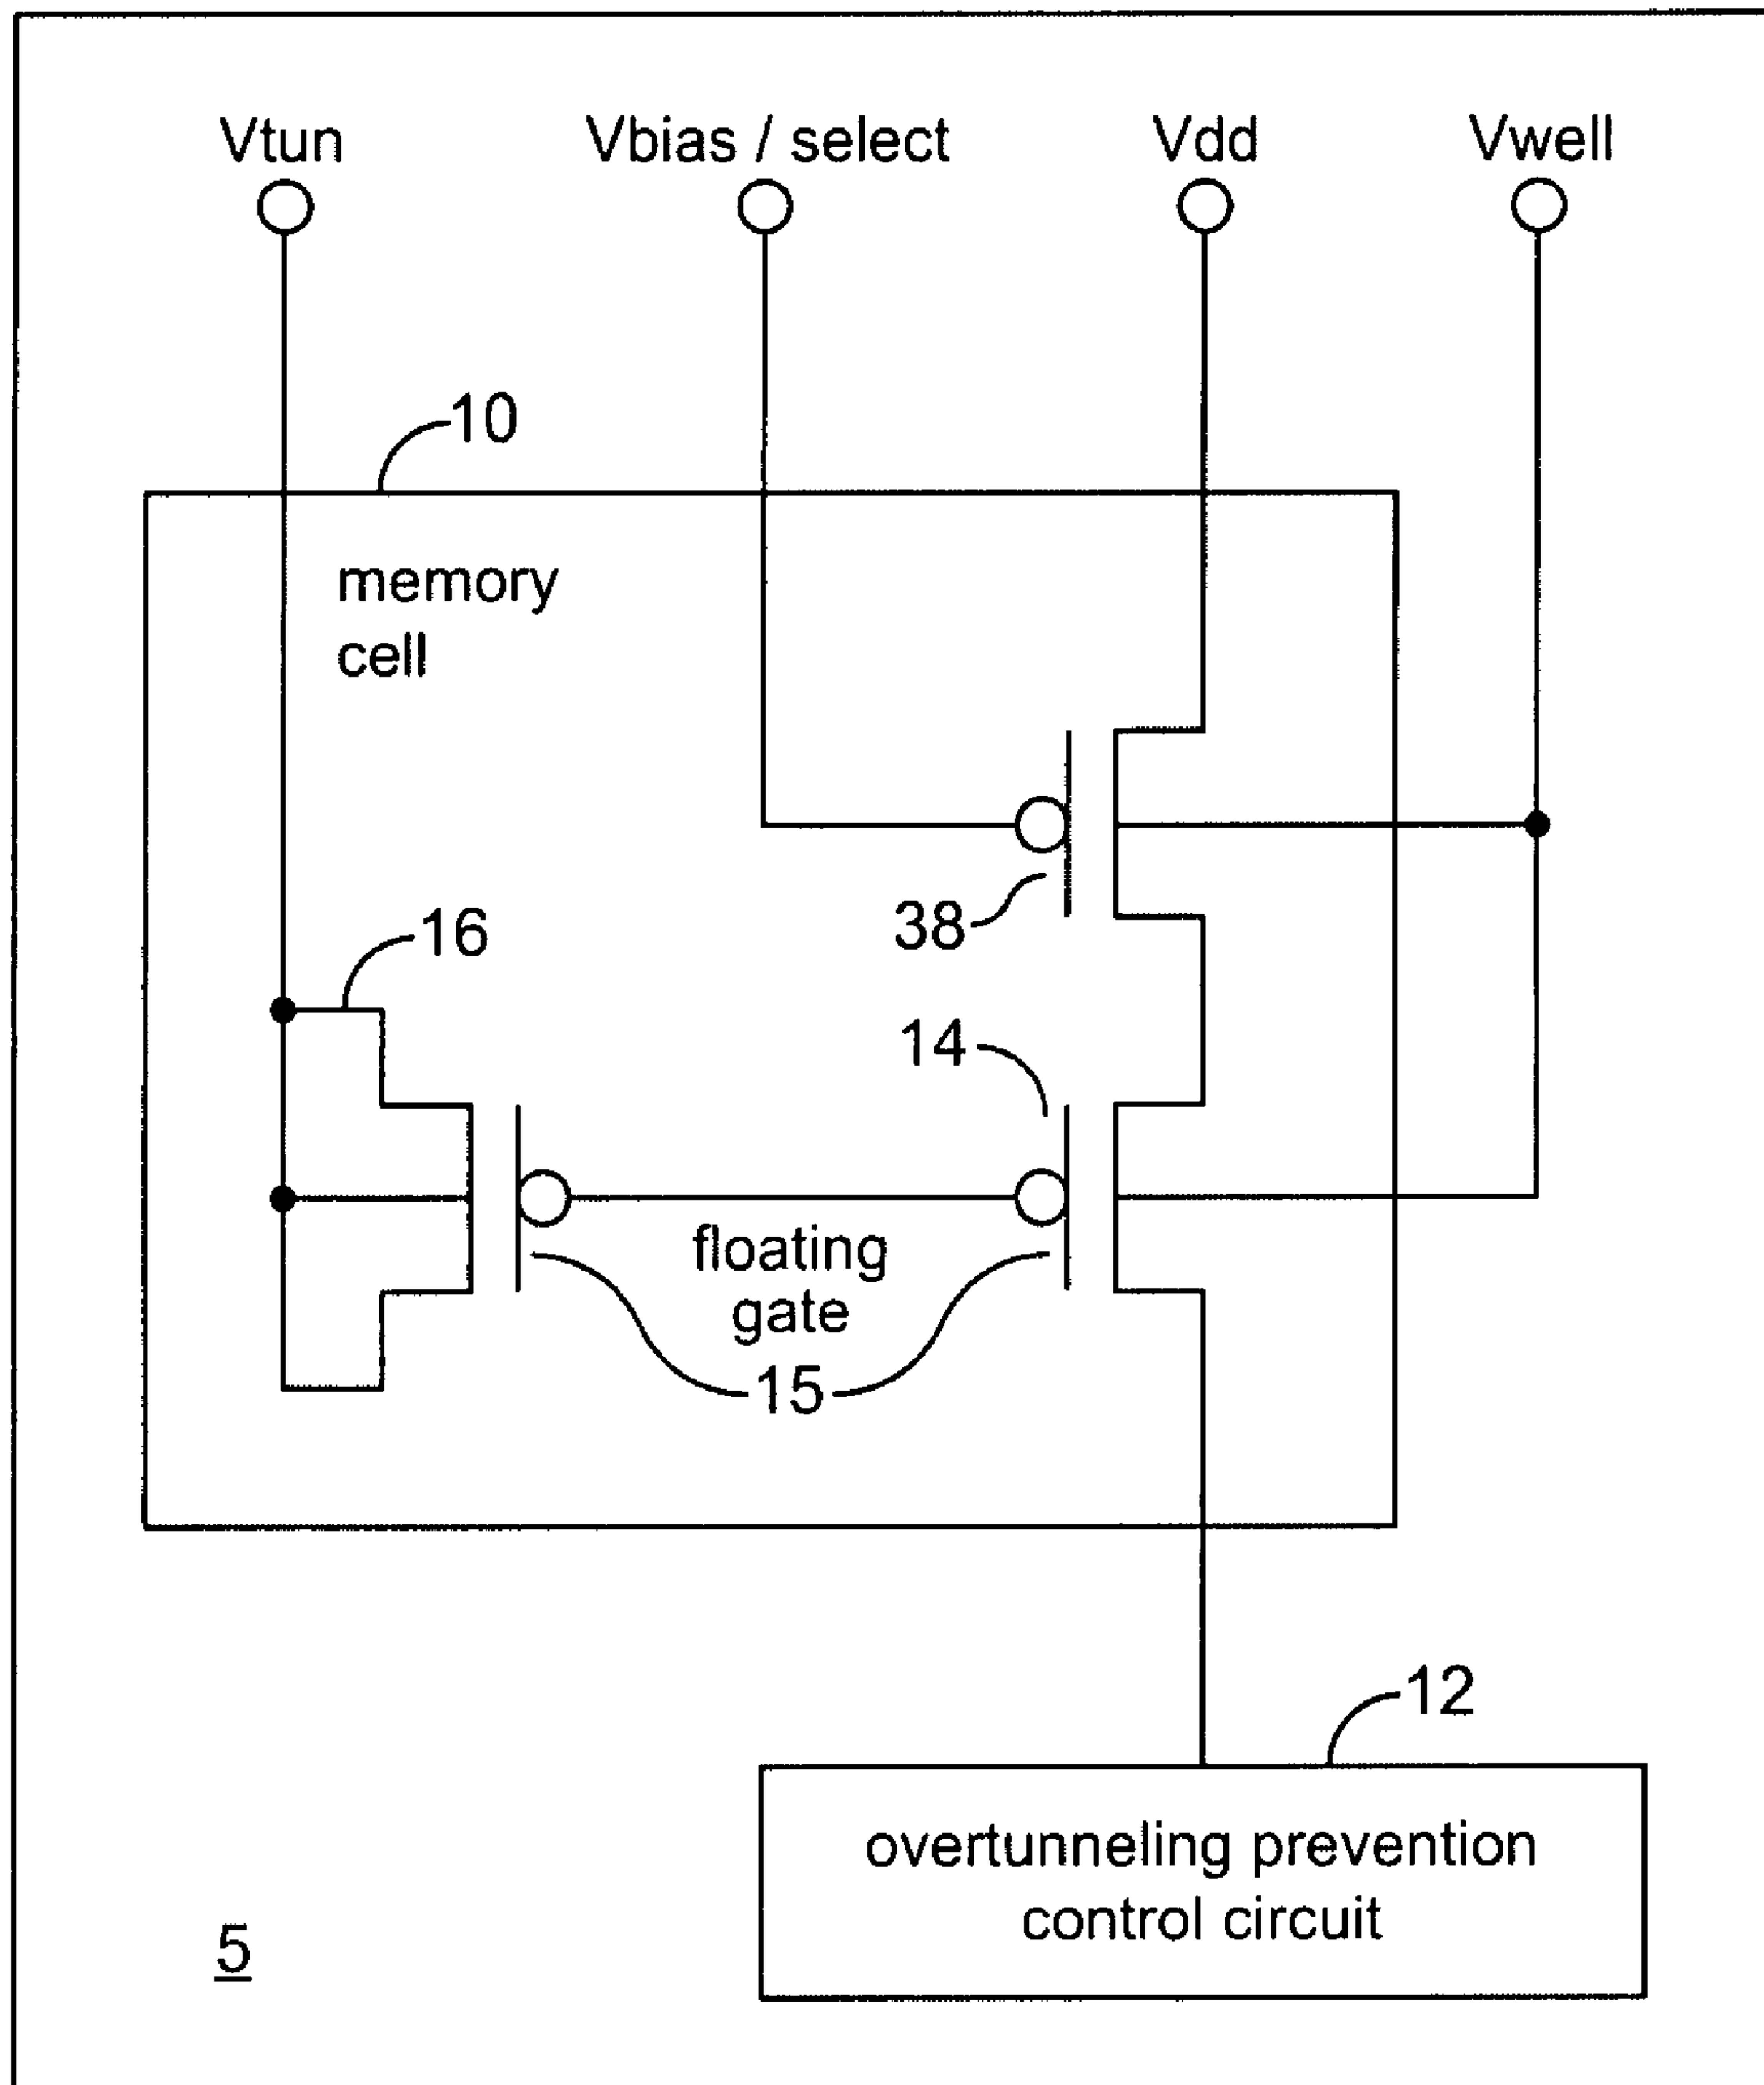 Vtun
Vbias / select
Vdd
Vwell
10
memory
cell
38
16
14
floating
gate
15
12
overtunneling prevention
control circuit
5